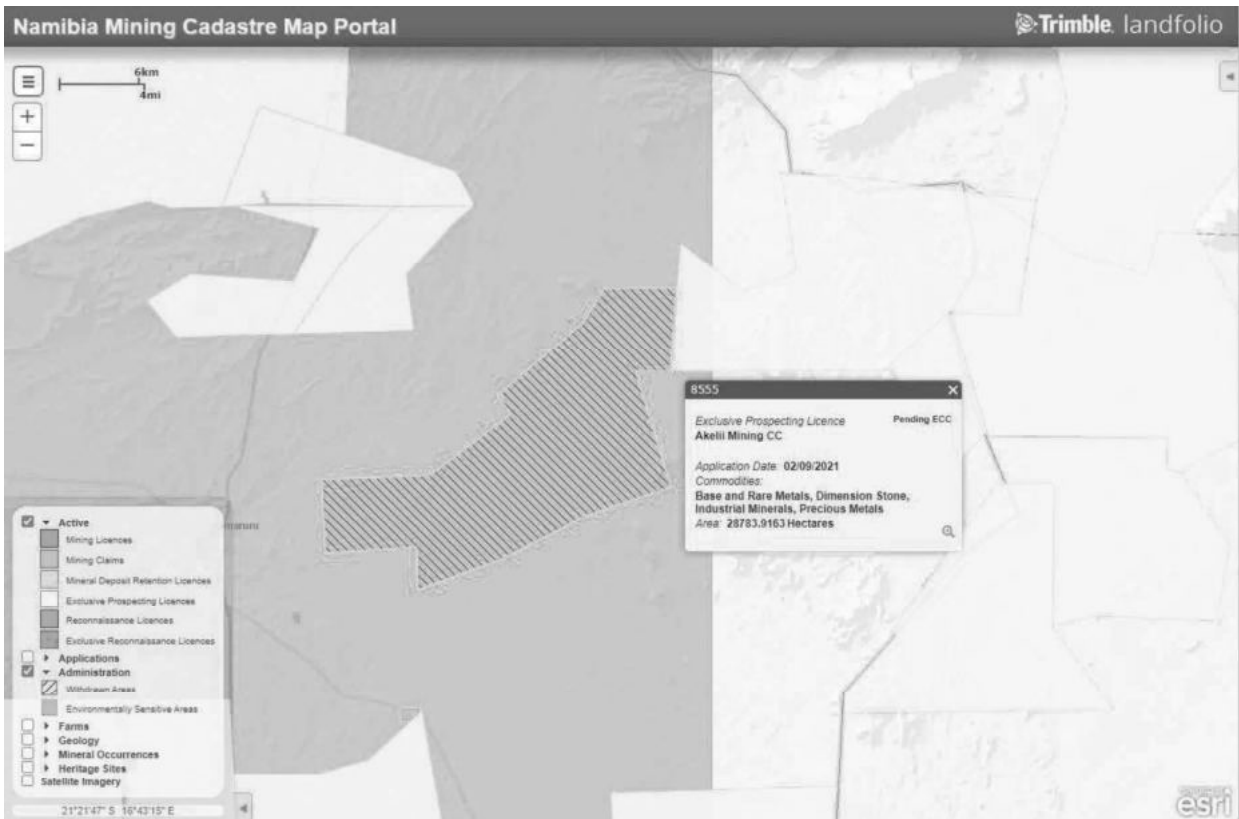 Namibia Mining Cadastre Map Portal
Trimble. landfolio
6km
4mi
8555
Exclusive Prospecting Licence
Pending ECC
Akelii Mining CC
Application Date: 02/09/2021
Commodities:
Base and Rare Metals, Dimension Stone,
Industrial Minerals, Precious Metals
Area: 28783.9163 Hectares
Active
Mining Licences
Mining Claims
Mineral Deposit Retention Licences
Exclusive Prospecting Licences
Reconnaissance Licences
Exclusive Reconnaissance Licences
Applications
Administration
Withdrawn Areas
Environmentally Sensitive Areas
Farms
Geology
Mineral Occurrences
Heritage Sites
Satellite Imagery
21°21'47" S 16°43'15" E
esri